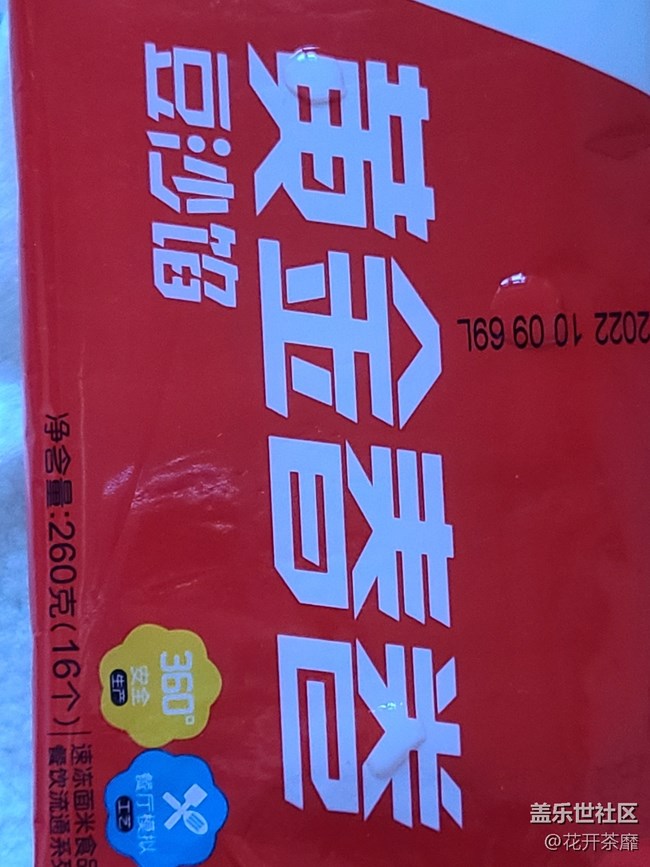 2022 10 09 69L
黄金春卷
豆沙馅
360°
安全
生产
餐厅模拟
工艺
净含量:260克(16个)
速冻面米食品
餐饮流通系
盖乐世社区
@花开荼靡